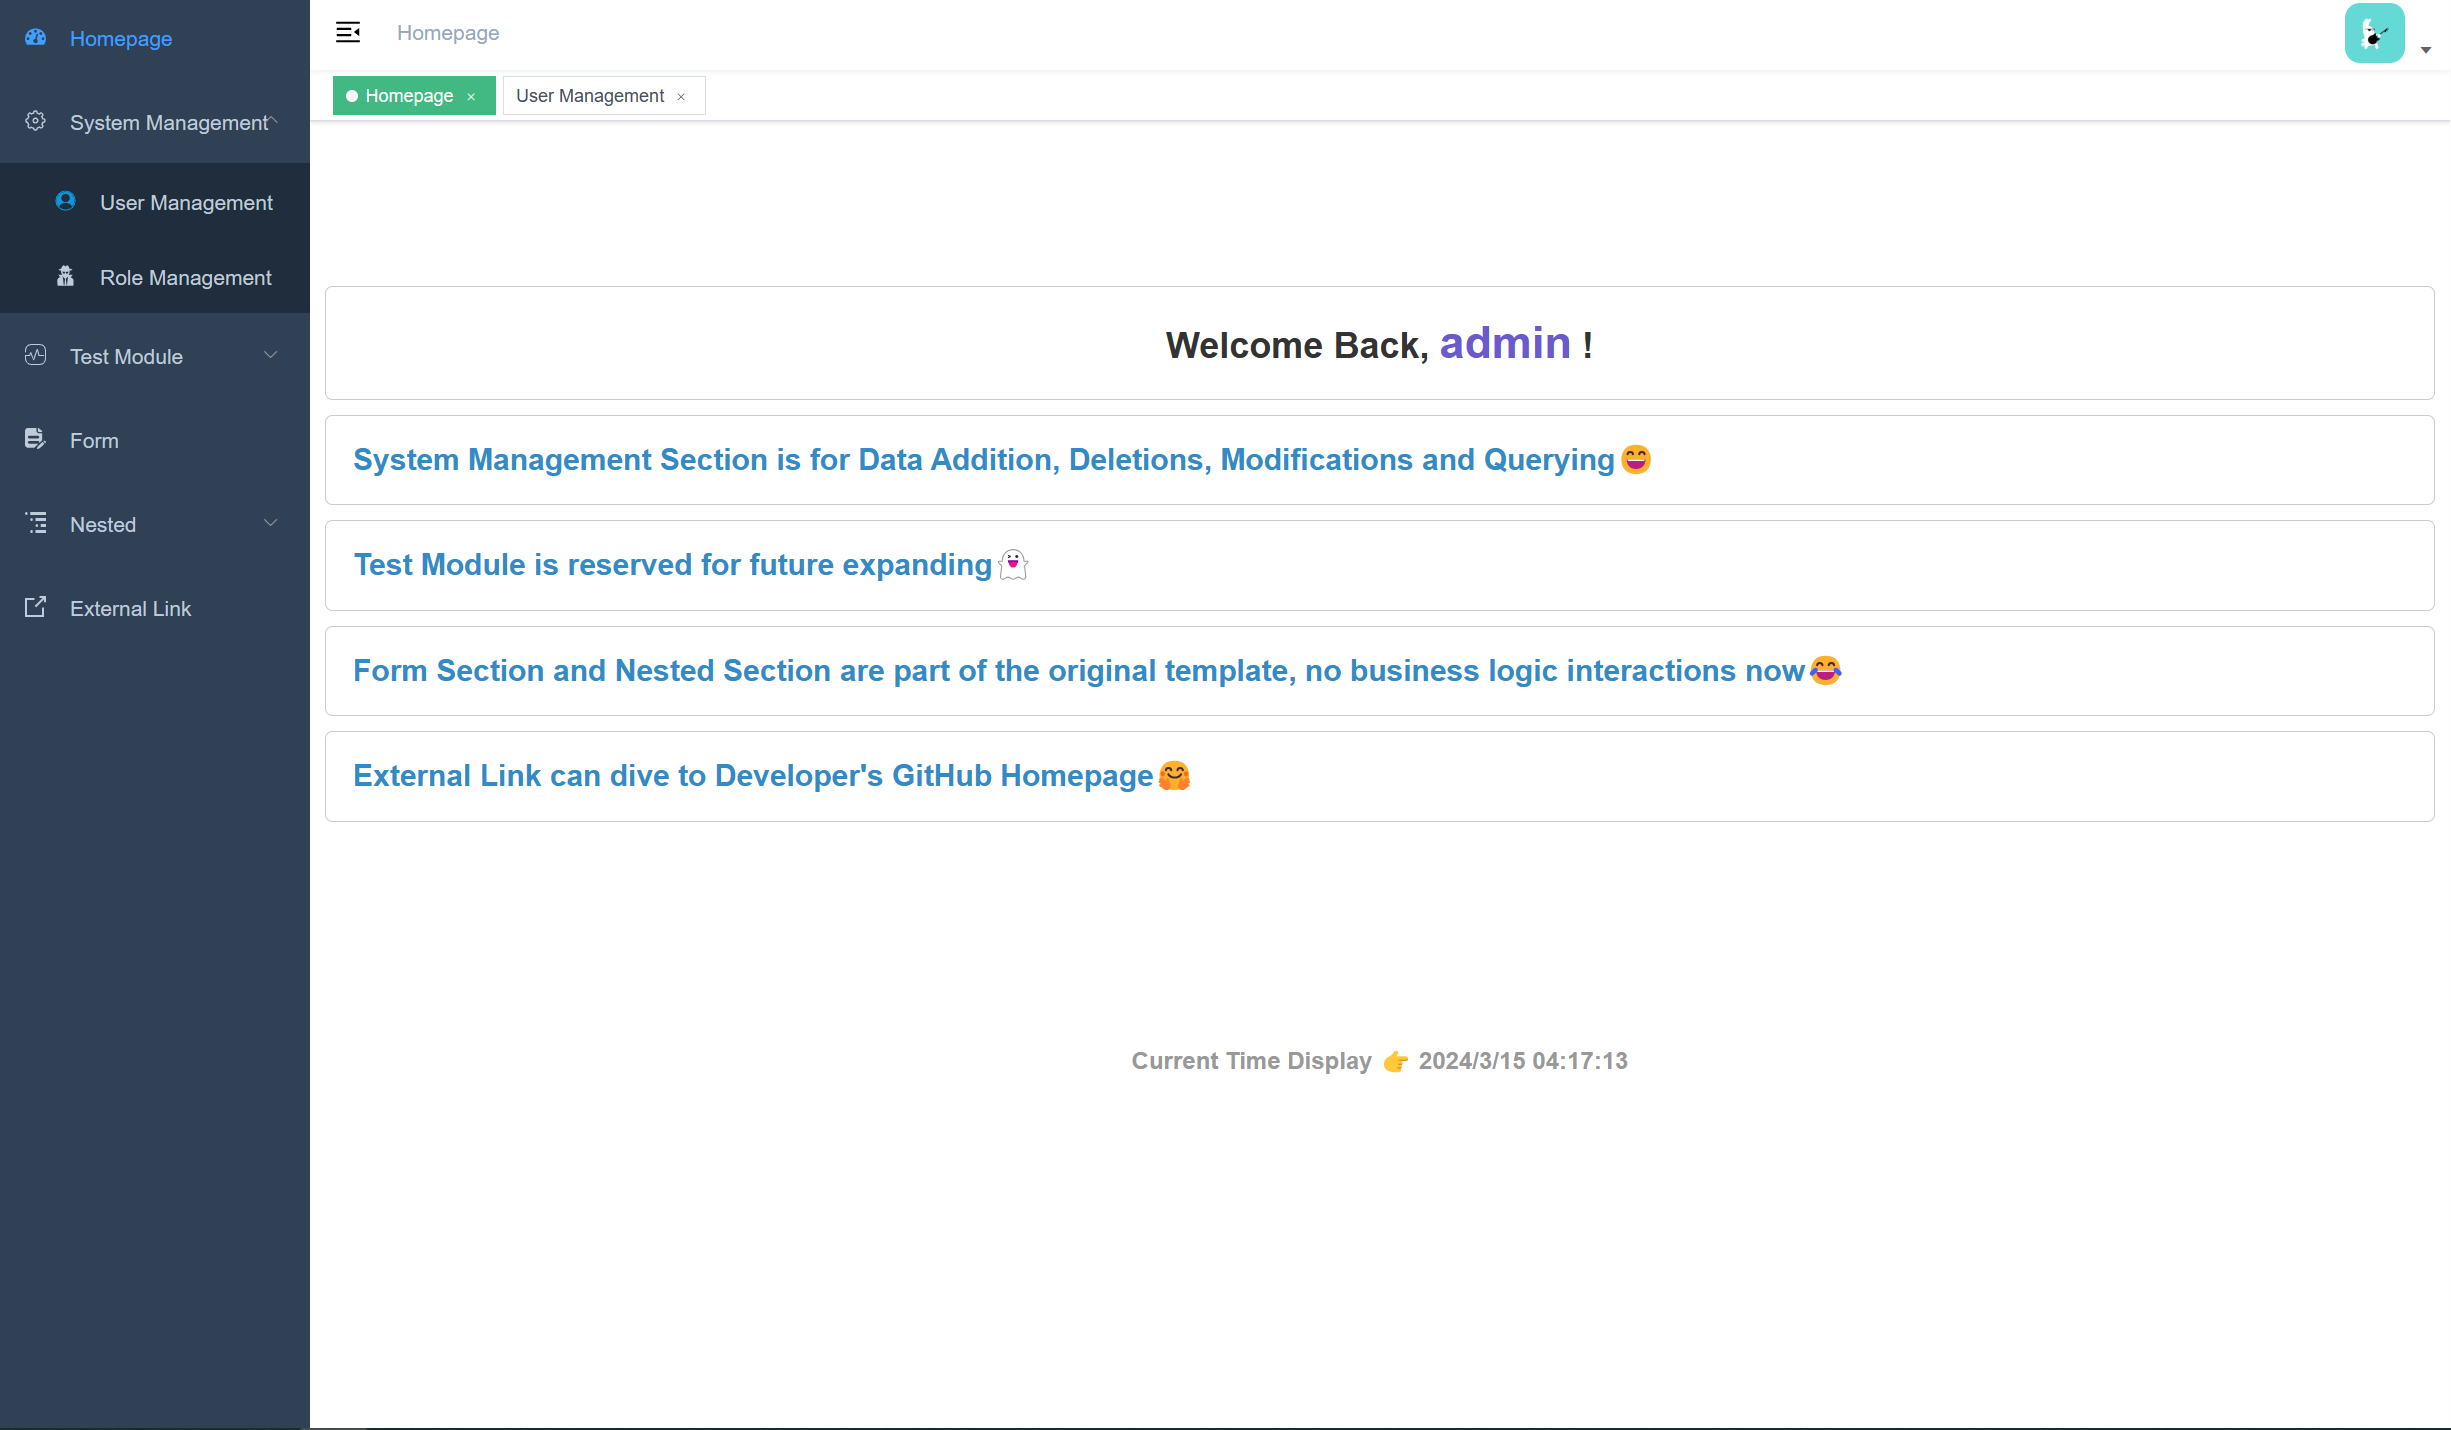 Homepage
System Management
User Management
Role Management
Test Module
Form
Nested
External Link
Homepage
Homepage ×
User Management ×
Welcome Back, admin !
System Management Section is for Data Addition, Deletions, Modifications and Querying😄
Test Module is reserved for future expanding👻
Form Section and Nested Section are part of the original template, no business logic interactions now😂
External Link can dive to Developer's GitHub Homepage🤗
Current Time Display 👉 2024/3/15 04:17:13